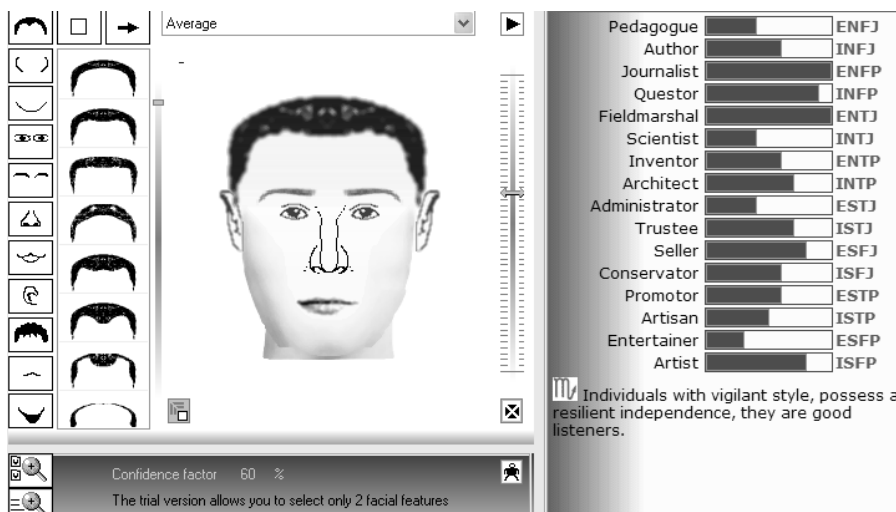 Average
Pedagogue ENFJ
Author INFJ
Journalist ENFP
Questor INFP
Fieldmarshal ENTJ
Scientist INTJ
Inventor ENTP
Architect INTP
Administrator ESTJ
Trustee ISTJ
Seller ESFJ
Conservator ISFJ
Promotor ESTP
Artisan ISTP
Entertainer ESFP
Artist ISFP
Individuals with vigilant style, possess a
resilient independence, they are good
listeners.
Confidence factor 60 %
The trial version allows you to select only 2 facial features